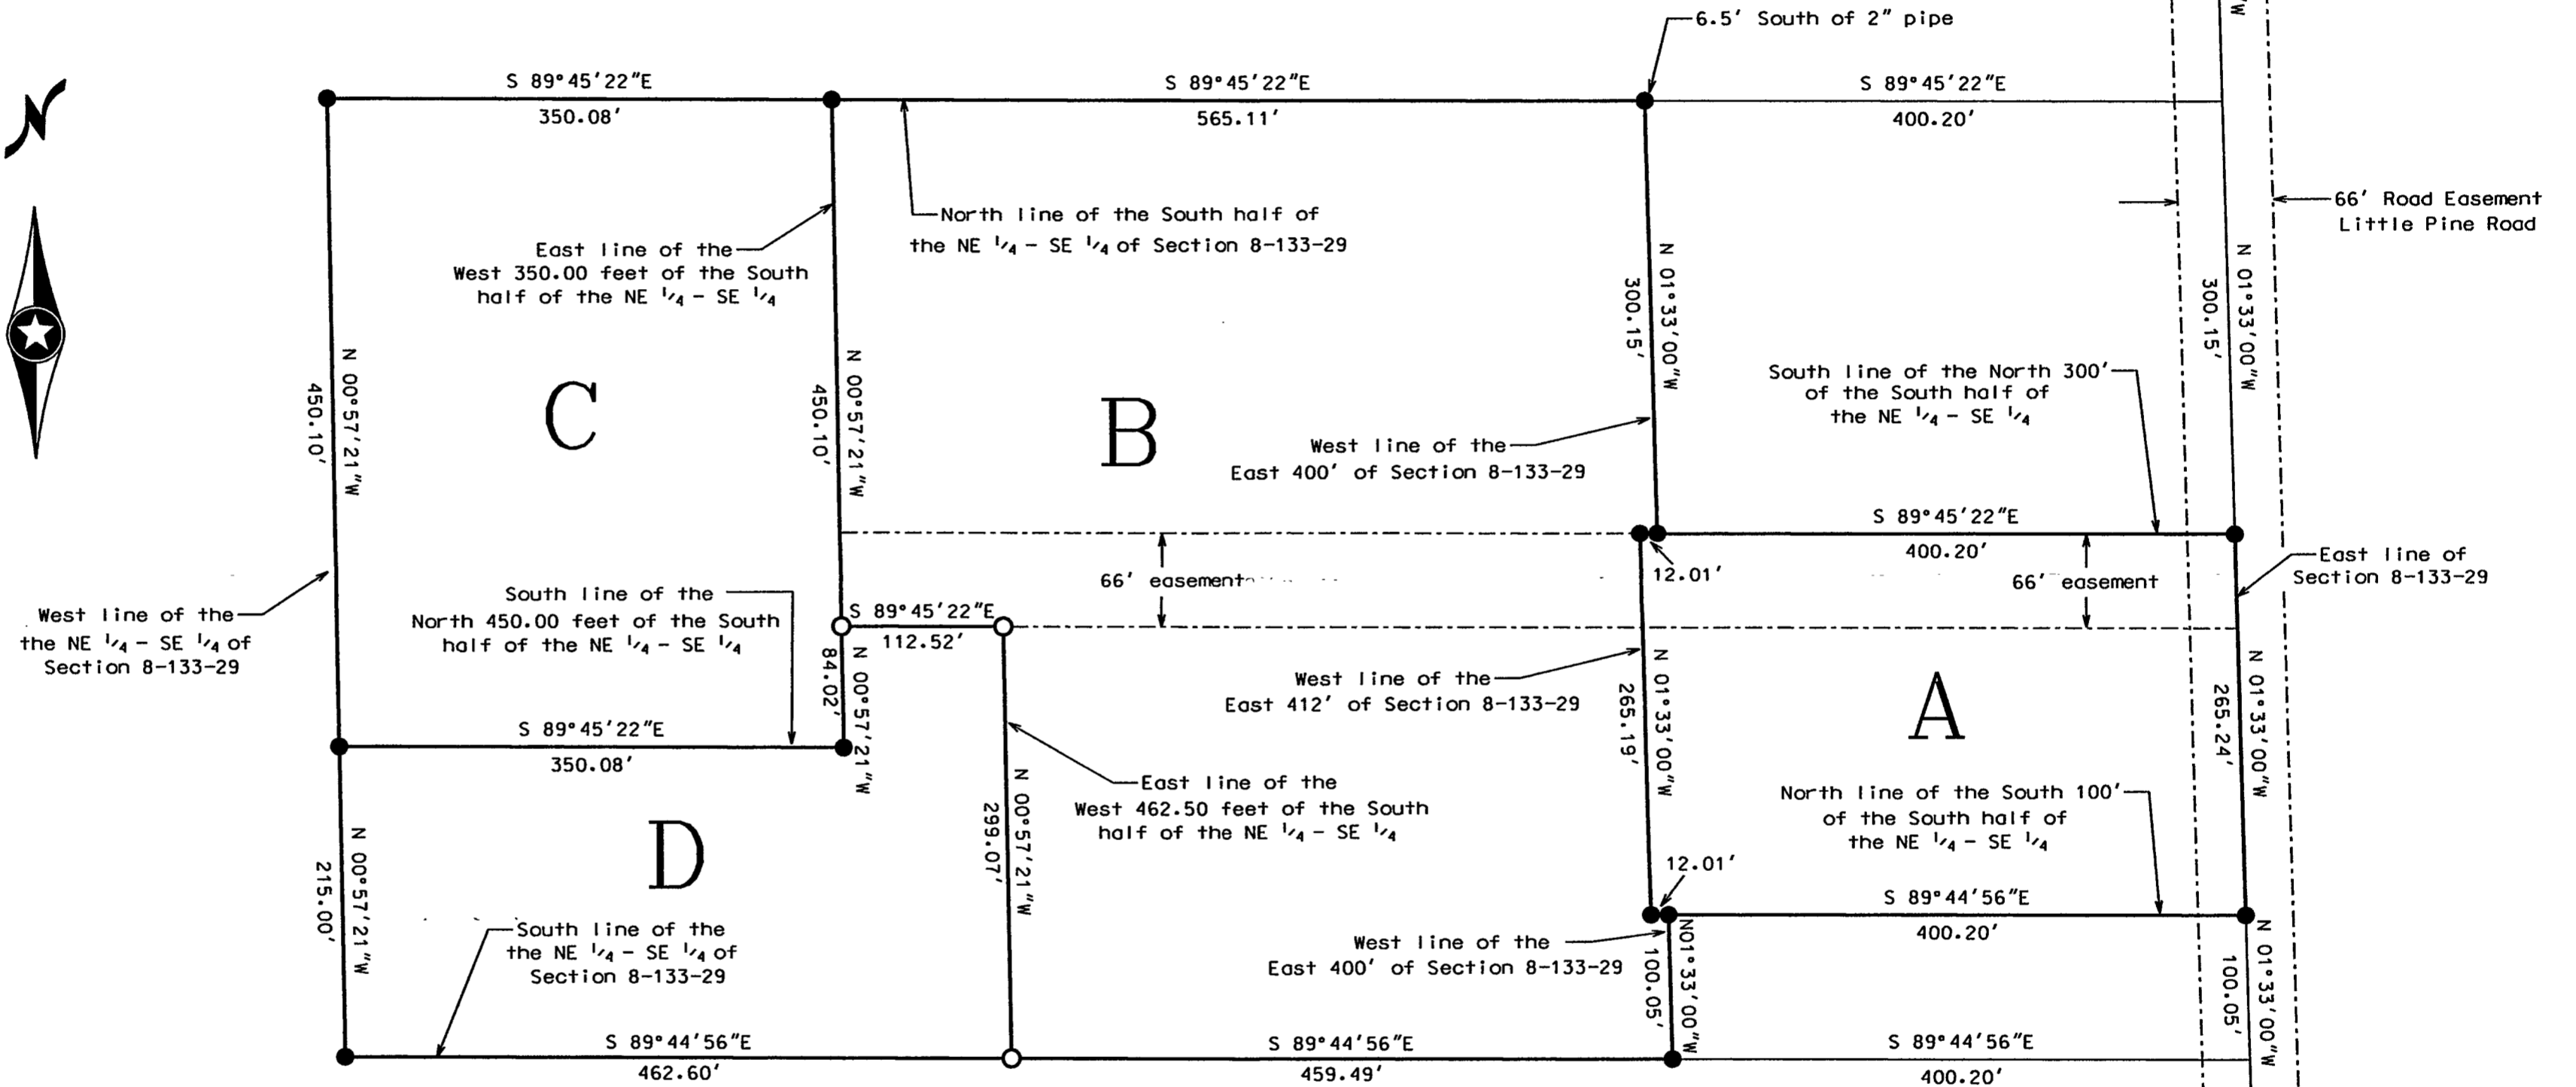 N
6.5' South of 2" pipe
"W
S 89°45'22"E
350.08'
S 89°45'22"E
565.11'
S 89°45'22"E
400.20'
66' Road Easement
Little Pine Road
North line of the South half of
the NE 1/4 - SE 1/4 of Section 8-133-29
East line of the
West 350.00 feet of the South
half of the NE 1/4 - SE 1/4
N 01°33'00"W
300.15'
N 01°33'00"W
300.15'
N 00°57'21"W
450.10'
C
N 00°57'21"W
450.10'
B
South line of the North 300'
of the South half of
the NE 1/4 - SE 1/4
West line of the
East 400' of Section 8-133-29
S 89°45'22"E
400.20'
12.01'
66' easement
66' easement
East line of
Section 8-133-29
West line of the
the NE 1/4 - SE 1/4 of
Section 8-133-29
South line of the
North 450.00 feet of the South
half of the NE 1/4 - SE 1/4
S 89°45'22"E
112.52'
N 00°57'21"W
84.02'
West line of the
East 412' of Section 8-133-29
N 01°33'00"W
265.19'
A
N 01°33'00"W
265.24'
S 89°45'22"E
350.08'
East line of the
West 462.50 feet of the South
half of the NE 1/4 - SE 1/4
N 00°57'21"W
299.07'
North line of the South 100'
of the South half of
the NE 1/4 - SE 1/4
D
N 00°57'21"W
215.00'
12.01'
S 89°44'56"E
400.20'
South line of the
the NE 1/4 - SE 1/4 of
Section 8-133-29
West line of the
East 400' of Section 8-133-29
N01°33'00"W
100.05'
N 01°33'00"W
100.05'
S 89°44'56"E
462.60'
S 89°44'56"E
459.49'
S 89°44'56"E
400.20'